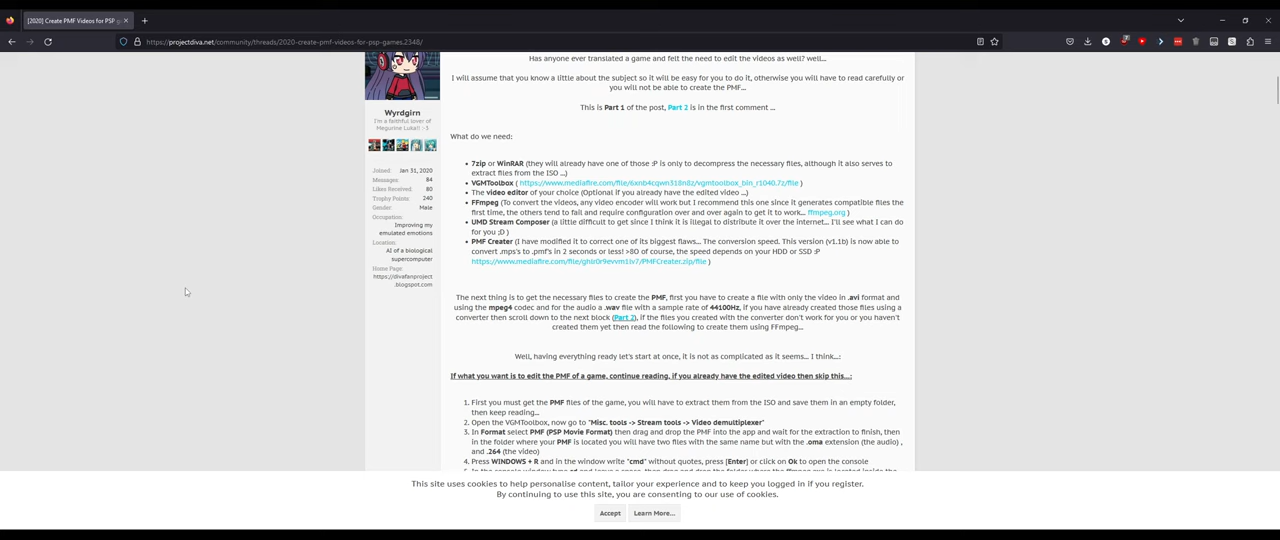 [2020] Create PMF Videos for PSP g
https://projectdiva.net/community/threads/2020-create-pmf-videos-for-psp-games.2348/
Wyrdgirn
I'm a faithful lover of
Megurine Luka!! :-3
Joined: Jan 31, 2020
Messages: 84
Likes Received: 80
Trophy Points: 240
Gender: Male
Occupation:
Improving my
emulated emotions
Location:
AI of a biological
supercomputer
Home Page:
https://divafanproject
.blogspot.com
Has anyone ever translated a game and felt the need to edit the videos as well? well...
I will assume that you know a little about the subject so it will be easy for you to do it, otherwise you will have to read carefully or
you will not be able to create the PMF...
This is Part 1 of the post, Part 2 is in the first comment ...
What do we need:
• 7zip or WinRAR (they will already have one of those :P is only to decompress the necessary files, although it also serves to
extract files from the ISO ...)
• VGMToolbox ( https://www.mediafire.com/file/6xnb4cqwn318n8z/vgmtoolbox_bin_r1040.7z/file )
• The video editor of your choice (Optional if you already have the edited video ...)
• FFmpeg (To convert the videos, any video encoder will work but I recommend this one since it generates compatible files the
first time, the others tend to fail and require configuration over and over again to get it to work... ffmpeg.org )
• UMD Stream Composer (a little difficult to get since I think it is illegal to distribute it over the internet... I'll see what I can do
for you ;D )
• PMF Creater (I have modified it to correct one of its biggest flaws... The conversion speed. This version (v1.1b) is now able to
convert .mps's to .pmf's in 2 seconds or less! >8O of course, the speed depends on your HDD or SSD :P
https://www.mediafire.com/file/ghlr0r9evvm1iv7/PMFCreater.zip/file )
The next thing is to get the necessary files to create the PMF, first you have to create a file with only the video in .avi format and
using the mpeg4 codec and for the audio a .wav file with a sample rate of 44100Hz, if you have already created those files using a
converter then scroll down to the next block (Part 2), if the files you created with the converter don't work for you or you haven't
created them yet then read the following to create them using FFmpeg...
Well, having everything ready let's start at once, it is not as complicated as it seems... I think...:
If what you want is to edit the PMF of a game, continue reading, if you already have the edited video then skip this...:
1. First you must get the PMF files of the game, you will have to extract them from the ISO and save them in an empty folder,
then keep reading...
2. Open the VGMToolbox, now go to "Misc. tools -> Stream tools -> Video demultiplexer"
3. In Format select PMF (PSP Movie Format) then drag and drop the PMF into the app and wait for the extraction to finish, then
in the folder where your PMF is located you will have two files with the same name but with the .oma extension (the audio) ,
and .264 (the video)
4. Press WINDOWS + R and in the window write "cmd" without quotes, press [Enter] or click on Ok to open the console
This site uses cookies to help personalise content, tailor your experience and to keep you logged in if you register.
By continuing to use this site, you are consenting to our use of cookies.
Accept Learn More...